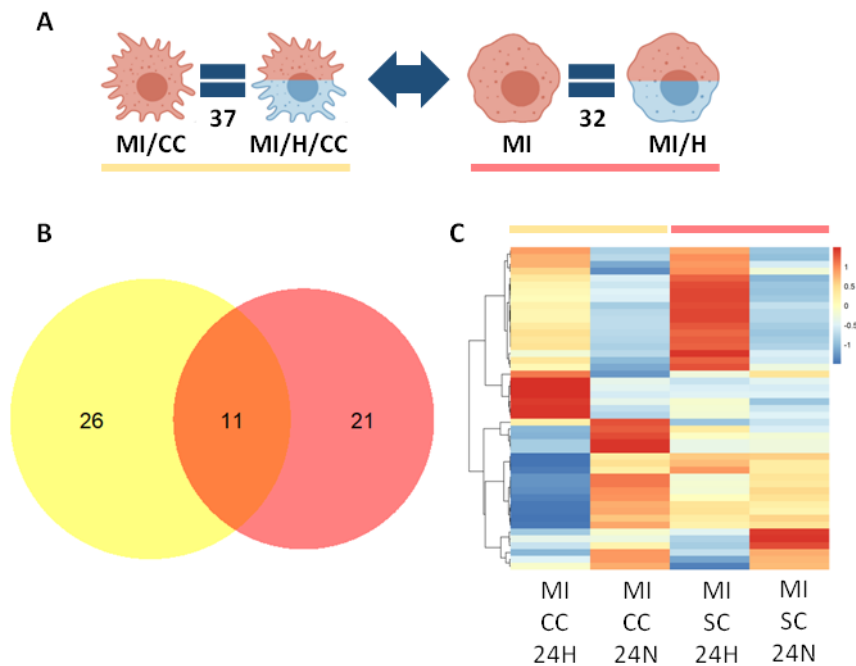 A
37
32
MI/CC
MI/H/CC
MI
MI/H
B
C
26
11
21
1
0.5
0
-0.5
-1
MI MI MI MI
CC CC SC SC
24H 24N 24H 24N